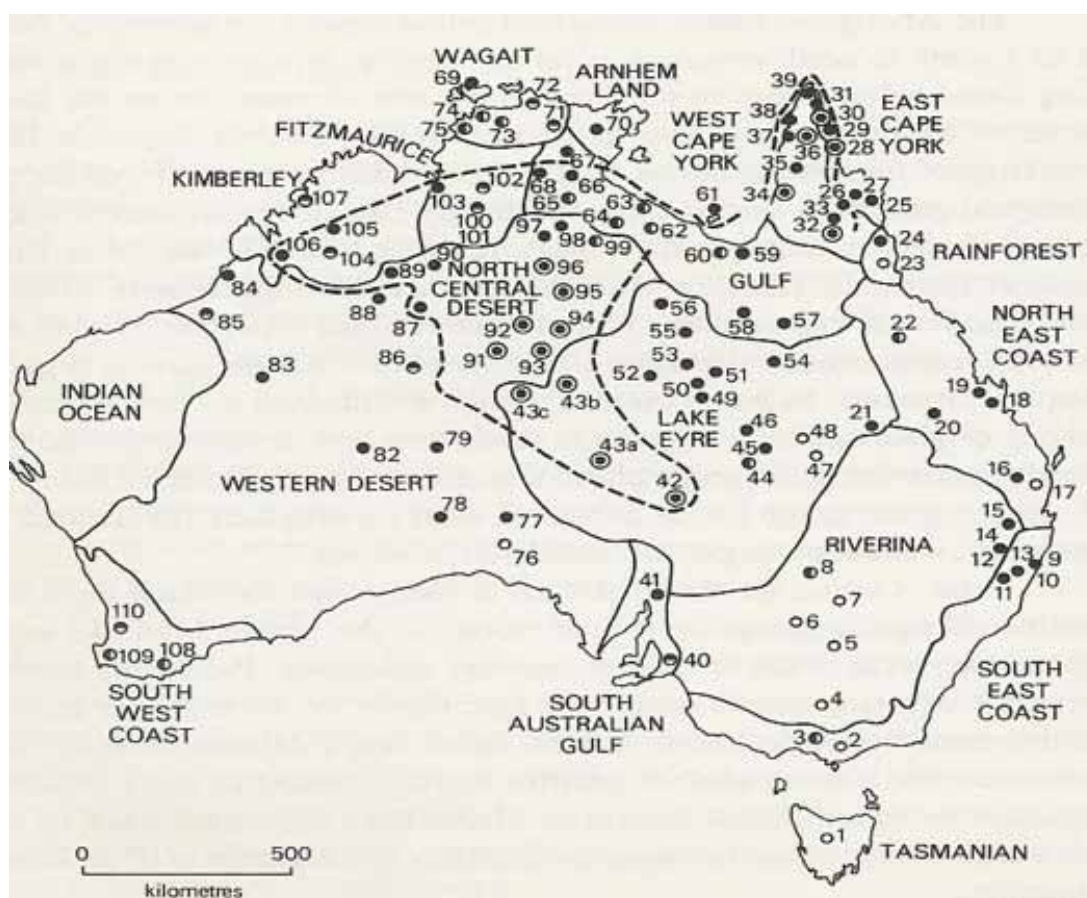 WAGAIT
69
72
ARNHEM
LAND
39
31
74
38
30
EAST
CAPE
YORK
75
73
71
70
WEST
CAPE
YORK
37
29
FITZMAURICE
36
28
67
35
KIMBERLEY
107
102
68
66
34
26
27
103
65
63
61
33
25
105
100
101
64
62
32
106
90
97
98
99
24
104
60
59
RAINFOREST
23
84
89
NORTH
CENTRAL
DESERT
96
GULF
85
88
95
56
NORTH
EAST
COAST
87
92
94
55
58
57
22
83
86
91
93
53
54
INDIAN
OCEAN
52
51
19
18
50
43c
43b
49
20
LAKE
EYRE
46
48
21
79
43a
45
82
47
16
17
WESTERN DESERT
42
44
78
77
15
RIVERINA
14
76
8
12
13
9
10
11
41
7
110
6
5
109
108
40
SOUTH
WEST
COAST
SOUTH
AUSTRALIAN
GULF
4
SOUTH
EAST
COAST
3
2
1
TASMANIAN
0
500
kilometres